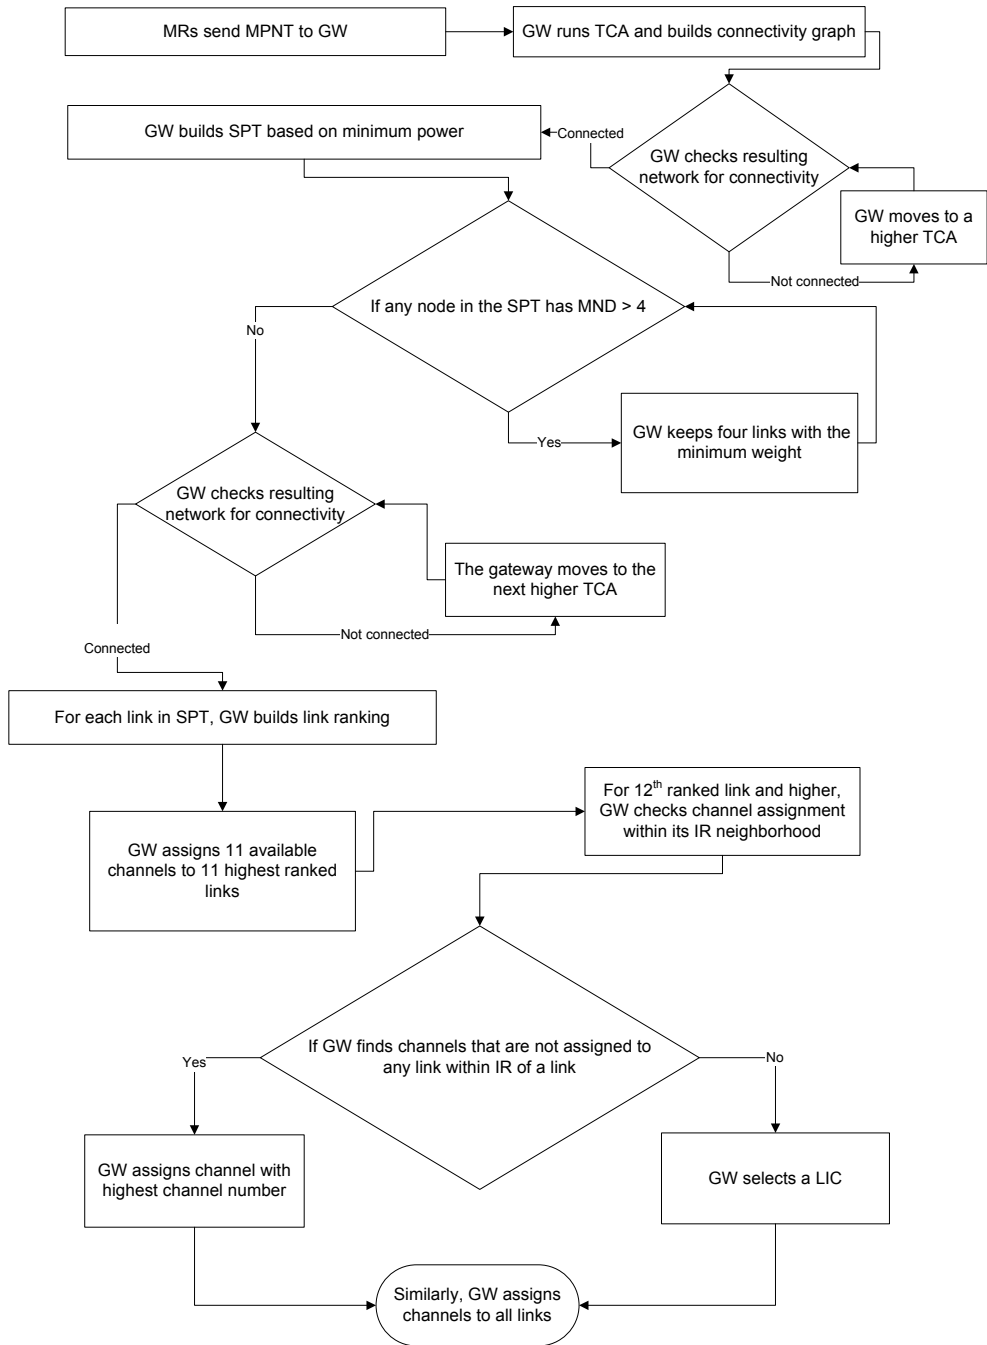 MRs send MPNT to GW
GW runs TCA and builds connectivity graph
GW builds SPT based on minimum power
Connected
GW checks resulting
network for connectivity
GW moves to a
higher TCA
Not connected
If any node in the SPT has MND > 4
No
Yes
GW keeps four links with the
minimum weight
GW checks resulting
network for connectivity
The gateway moves to the
next higher TCA
Not connected
Connected
For each link in SPT, GW builds link ranking
GW assigns 11 available
channels to 11 highest ranked
links
For 12th ranked link and higher,
GW checks channel assignment
within its IR neighborhood
If GW finds channels that are not assigned to
any link within IR of a link
Yes
No
GW assigns channel with
highest channel number
GW selects a LIC
Similarly, GW assigns
channels to all links